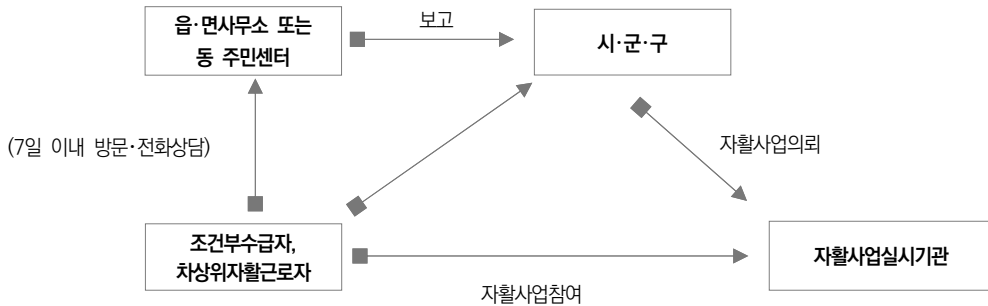 읍·면사무소 또는
동 주민센터
보고
시·군·구
(7일 이내 방문·전화상담)
자활사업의뢰
조건부수급자,
차상위자활근로자
자활사업실시기관
자활사업참여